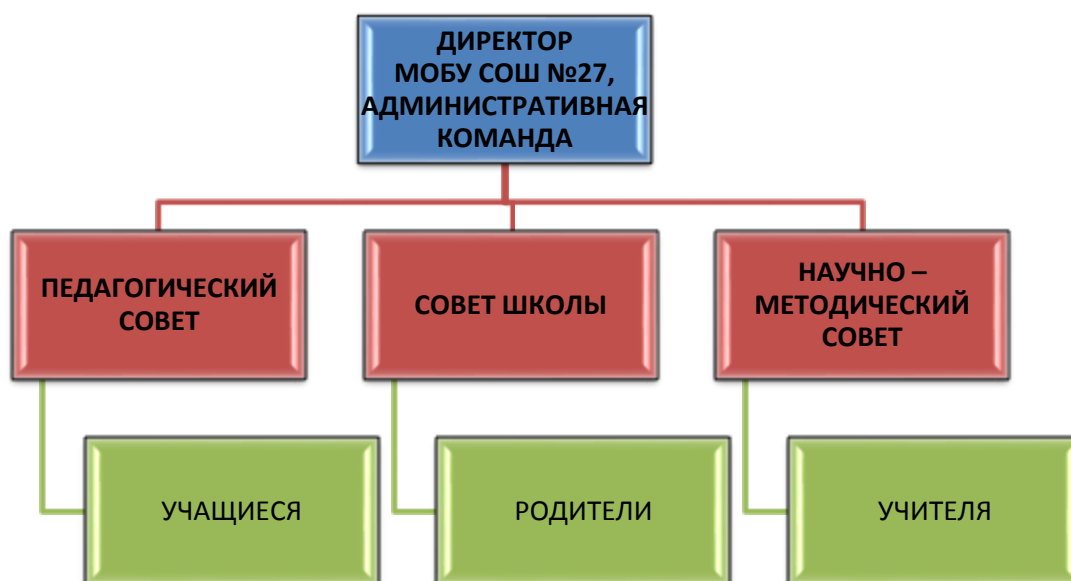 ДИРЕКТОР
МОБУ СОШ №27,
АДМИНИСТРАТИВНАЯ
КОМАНДА
ПЕДАГОГИЧЕСКИЙ
СОВЕТ
СОВЕТ ШКОЛЫ
НАУЧНО –
МЕТОДИЧЕСКИЙ
СОВЕТ
УЧАЩИЕСЯ
РОДИТЕЛИ
УЧИТЕЛЯ